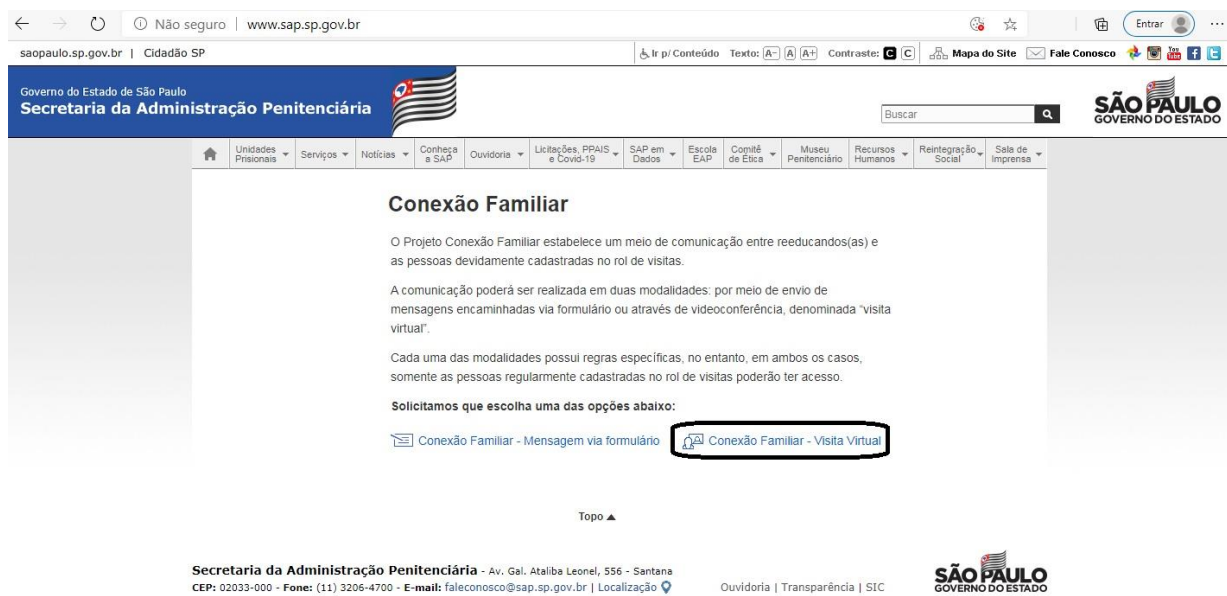 Não seguro | www.sap.sp.gov.br
Entrar
saopaulo.sp.gov.br | Cidadão SP
Ir p/ Conteúdo Texto: A- A A+ Contraste: C C Mapa do Site Fale Conosco
Governo do Estado de São Paulo
Secretaria da Administração Penitenciária
Buscar
SÃO PAULO
GOVERNO DO ESTADO
Unidades Prisionais Serviços Notícias Conheça a SAP Ouvidoria Licitações, PPAIS e Covid-19 SAP em Dados Escola EAP Comitê de Ética Museu Penitenciário Recursos Humanos Reintegração Social Sala de Imprensa
Conexão Familiar
O Projeto Conexão Familiar estabelece um meio de comunicação entre reeducandos(as) e
as pessoas devidamente cadastradas no rol de visitas.
A comunicação poderá ser realizada em duas modalidades: por meio de envio de
mensagens encaminhadas via formulário ou através de videoconferência, denominada “visita
virtual”.
Cada uma das modalidades possui regras específicas, no entanto, em ambos os casos,
somente as pessoas regularmente cadastradas no rol de visitas poderão ter acesso.
Solicitamos que escolha uma das opções abaixo:
Conexão Familiar - Mensagem via formulário Conexão Familiar - Visita Virtual
Topo
Secretaria da Administração Penitenciária - Av. Gal. Ataliba Leonel, 556 - Santana
CEP: 02033-000 - Fone: (11) 3206-4700 - E-mail: faleconosco@sap.sp.gov.br | Localização
Ouvidoria | Transparência | SIC
SÃO PAULO
GOVERNO DO ESTADO